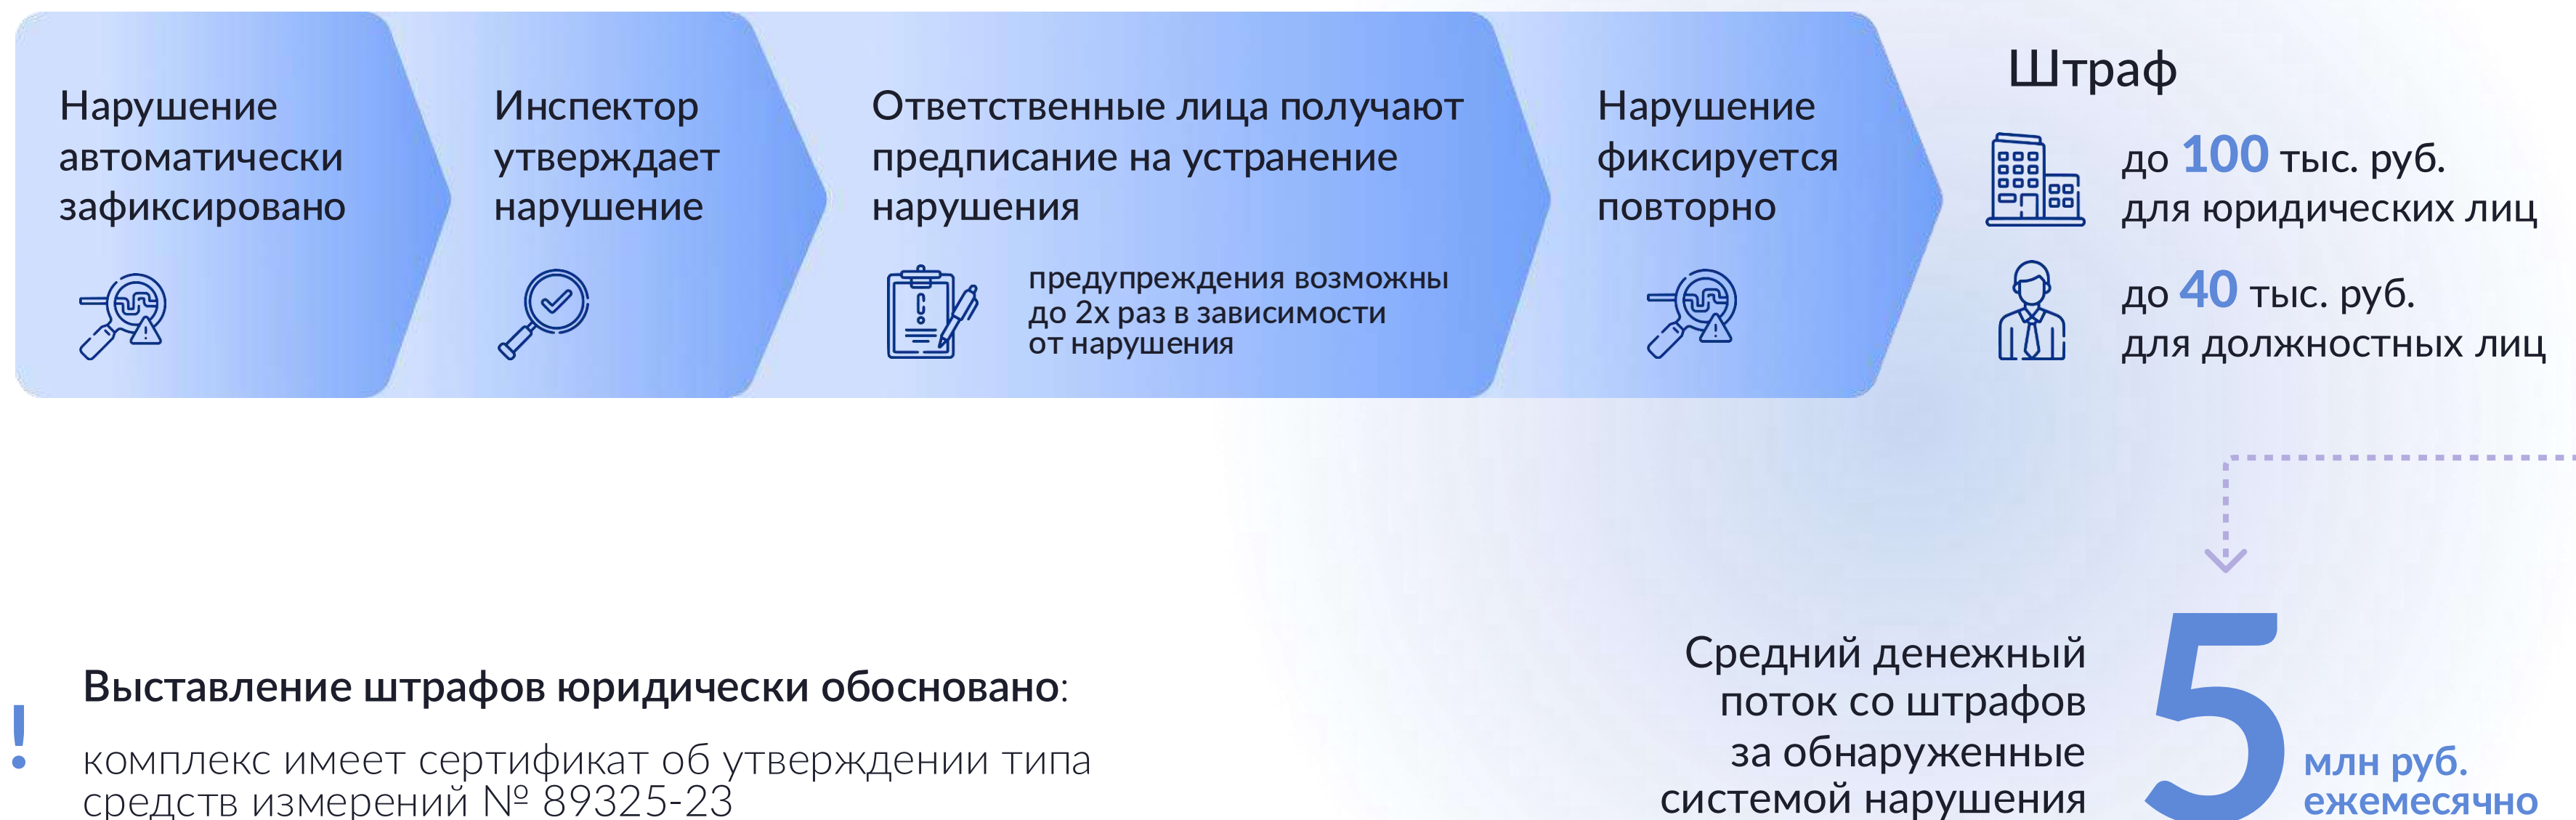 Нарушение
автоматически
зафиксировано
Инспектор
утверждает
нарушение
Ответственные лица получают
предписание на устранение
нарушения
предупреждения возможны
до 2х раз в зависимости
от нарушения
Нарушение
фиксируется
повторно
Штраф
до 100 тыс. руб.
для юридических лиц
до 40 тыс. руб.
для должностных лиц
!
Выставление штрафов юридически обосновано:
комплекс имеет сертификат об утверждении типа
средств измерений № 89325-23
Средний денежный
поток со штрафов
за обнаруженные
системой нарушения
5
млн руб.
ежемесячно